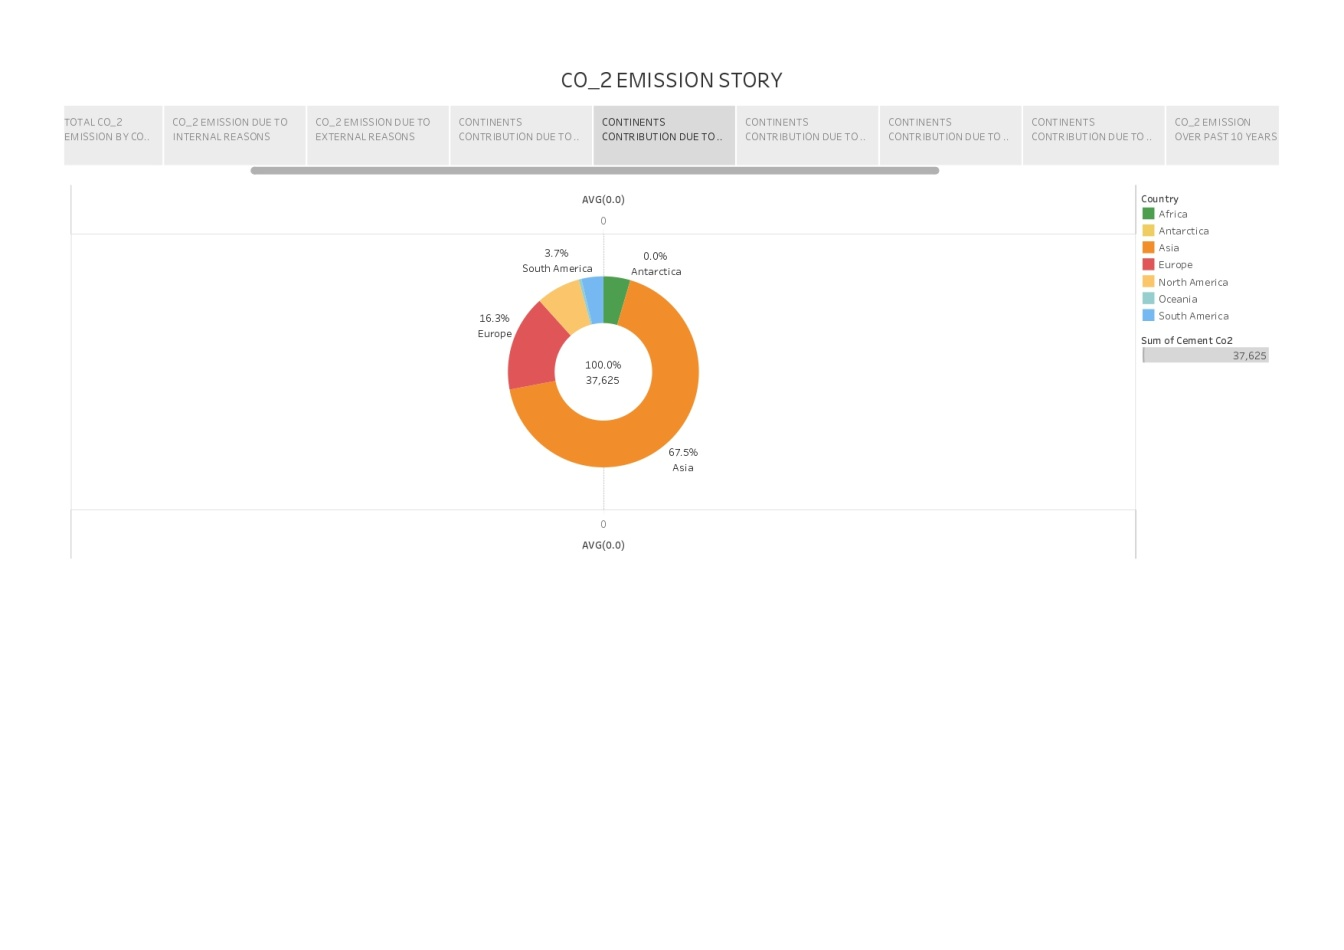 CO_2 EMISSION STORY
TOTAL CO_2
EMISSION BY CO..
CO_2 EMISSION DUE TO
INTERNAL REASONS
CO_2 EMISSION DUE TO
EXTERNAL REASONS
CONTINENTS
CONTRIBUTION DUE TO ..
CONTINENTS
CONTRIBUTION DUE TO ..
CONTINENTS
CONTRIBUTION DUE TO ..
CONTINENTS
CONTRIBUTION DUE TO ..
CONTINENTS
CONTRIBUTION DUE TO ..
CO_2 EMISSION
OVER PAST 10 YEARS
AVG(0.0)
0
3.7%
South America
0.0%
Antarctica
16.3%
Europe
100.0%
37,625
67.5%
Asia
0
AVG(0.0)
Country
Africa
Antarctica
Asia
Europe
North America
Oceania
South America
Sum of Cement Co2
37,625